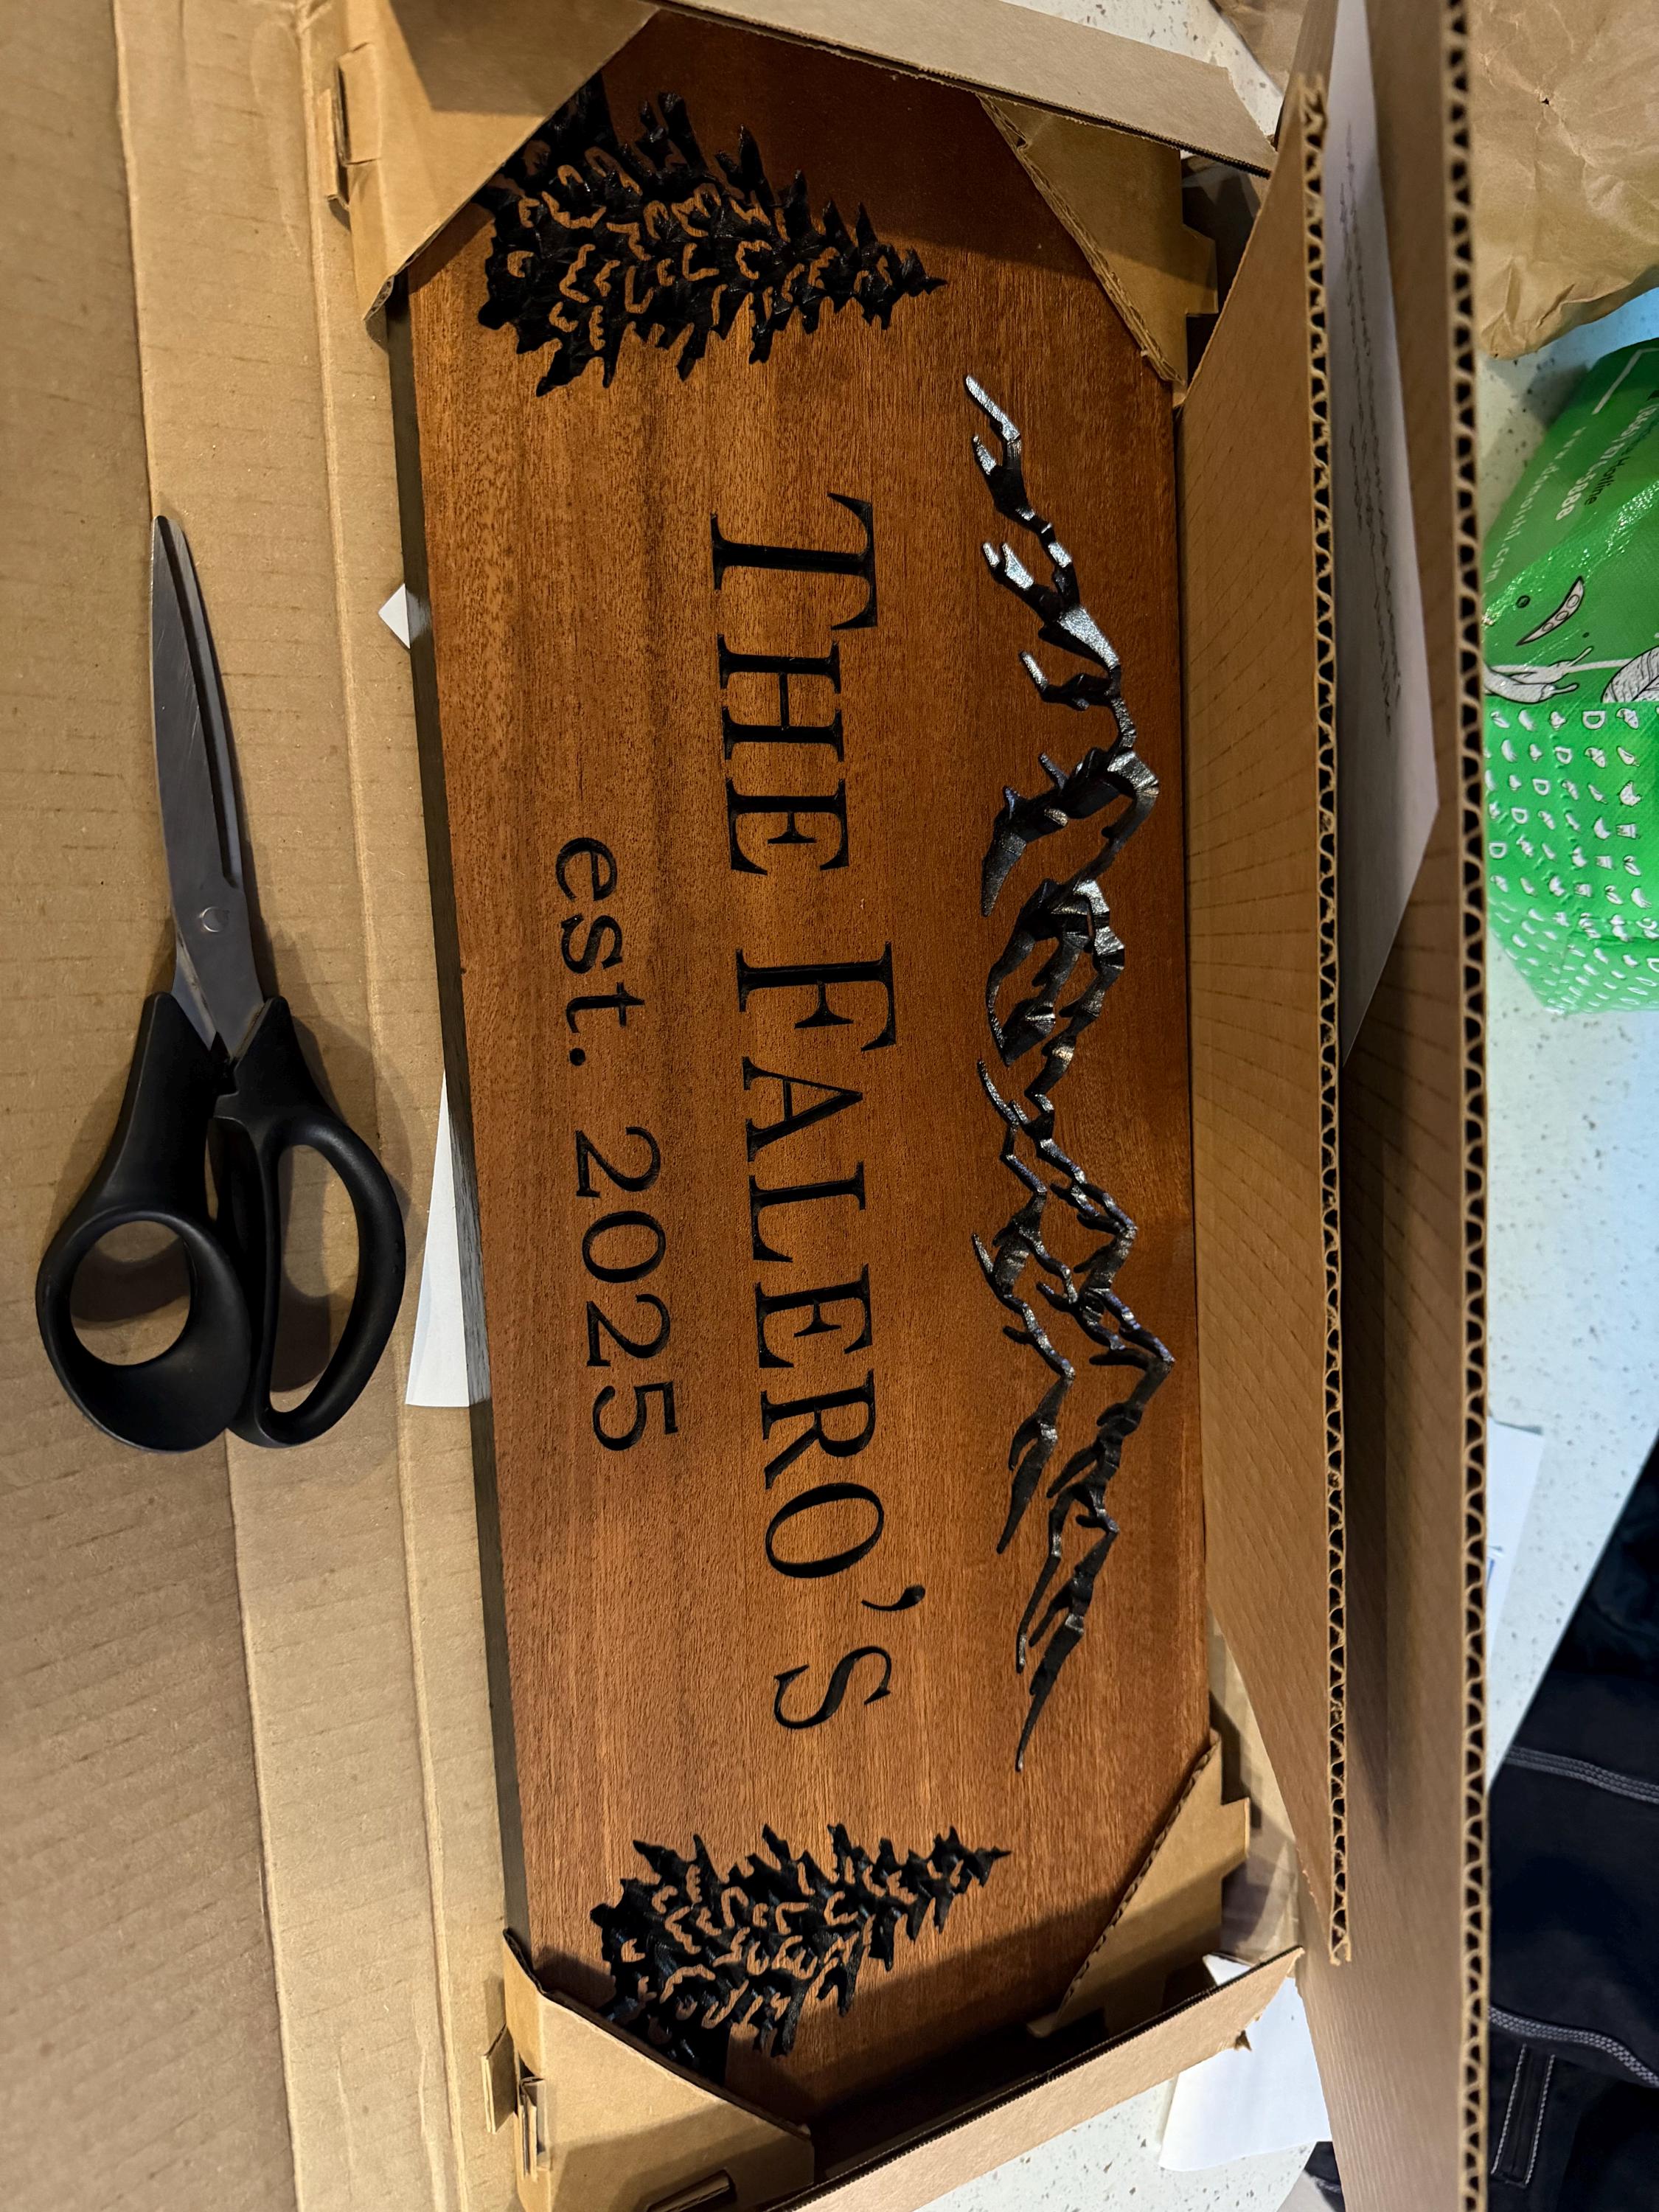 THE FALERO'S
est. 2025